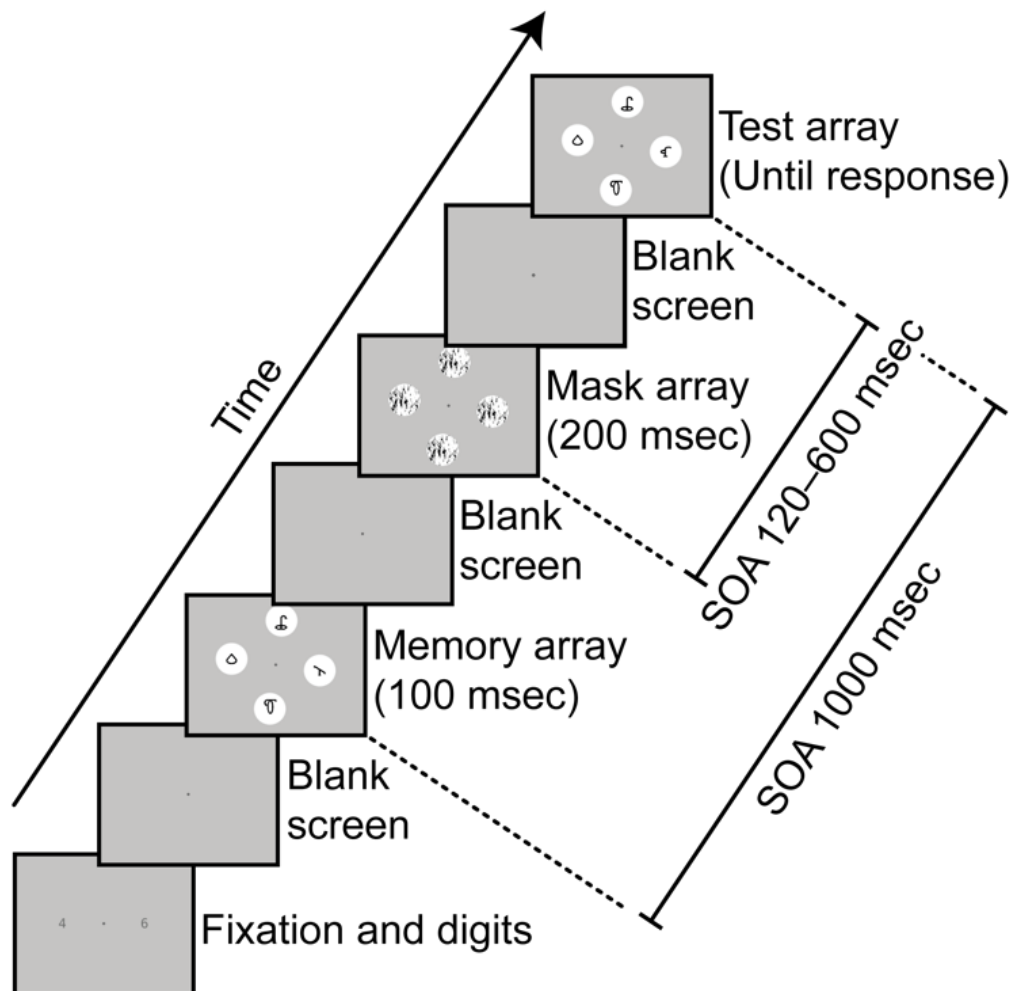 Test array
(Until response)
Blank
screen
Mask array
(200 msec)
Blank
screen
Memory array
(100 msec)
Blank
screen
4 6
Fixation and digits
Time
SOA 120–600 msec
SOA 1000 msec